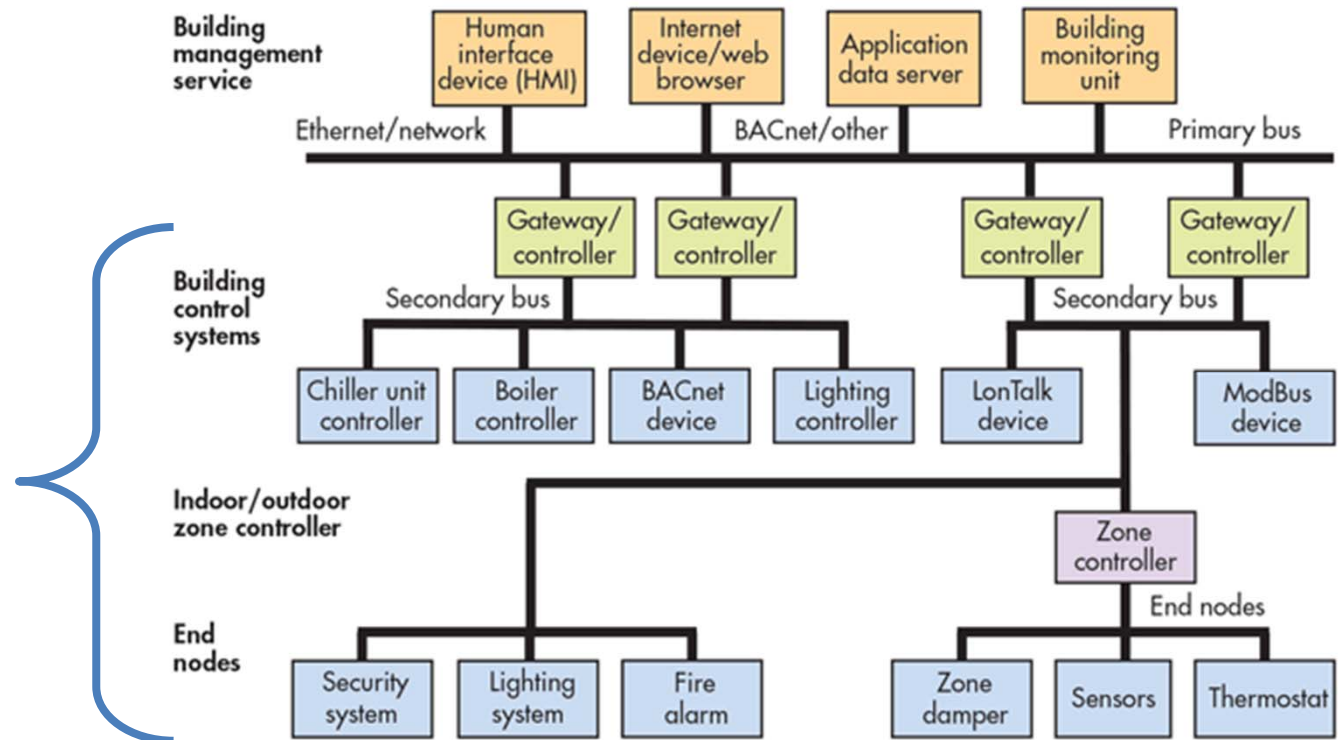 Building
management
service
Human
interface
device (HMI)
Internet
device/web
browser
Application
data server
Building
monitoring
unit
Ethernet/network
BACnet/other
Primary bus
Gateway/
controller
Gateway/
controller
Gateway/
controller
Gateway/
controller
Building
control
systems
Secondary bus
Secondary bus
Chiller unit
controller
Boiler
controller
BACnet
device
Lighting
controller
LonTalk
device
ModBus
device
Indoor/outdoor
zone controller
Zone
controller
End nodes
End
nodes
Security
system
Lighting
system
Fire
alarm
Zone
damper
Sensors
Thermostat